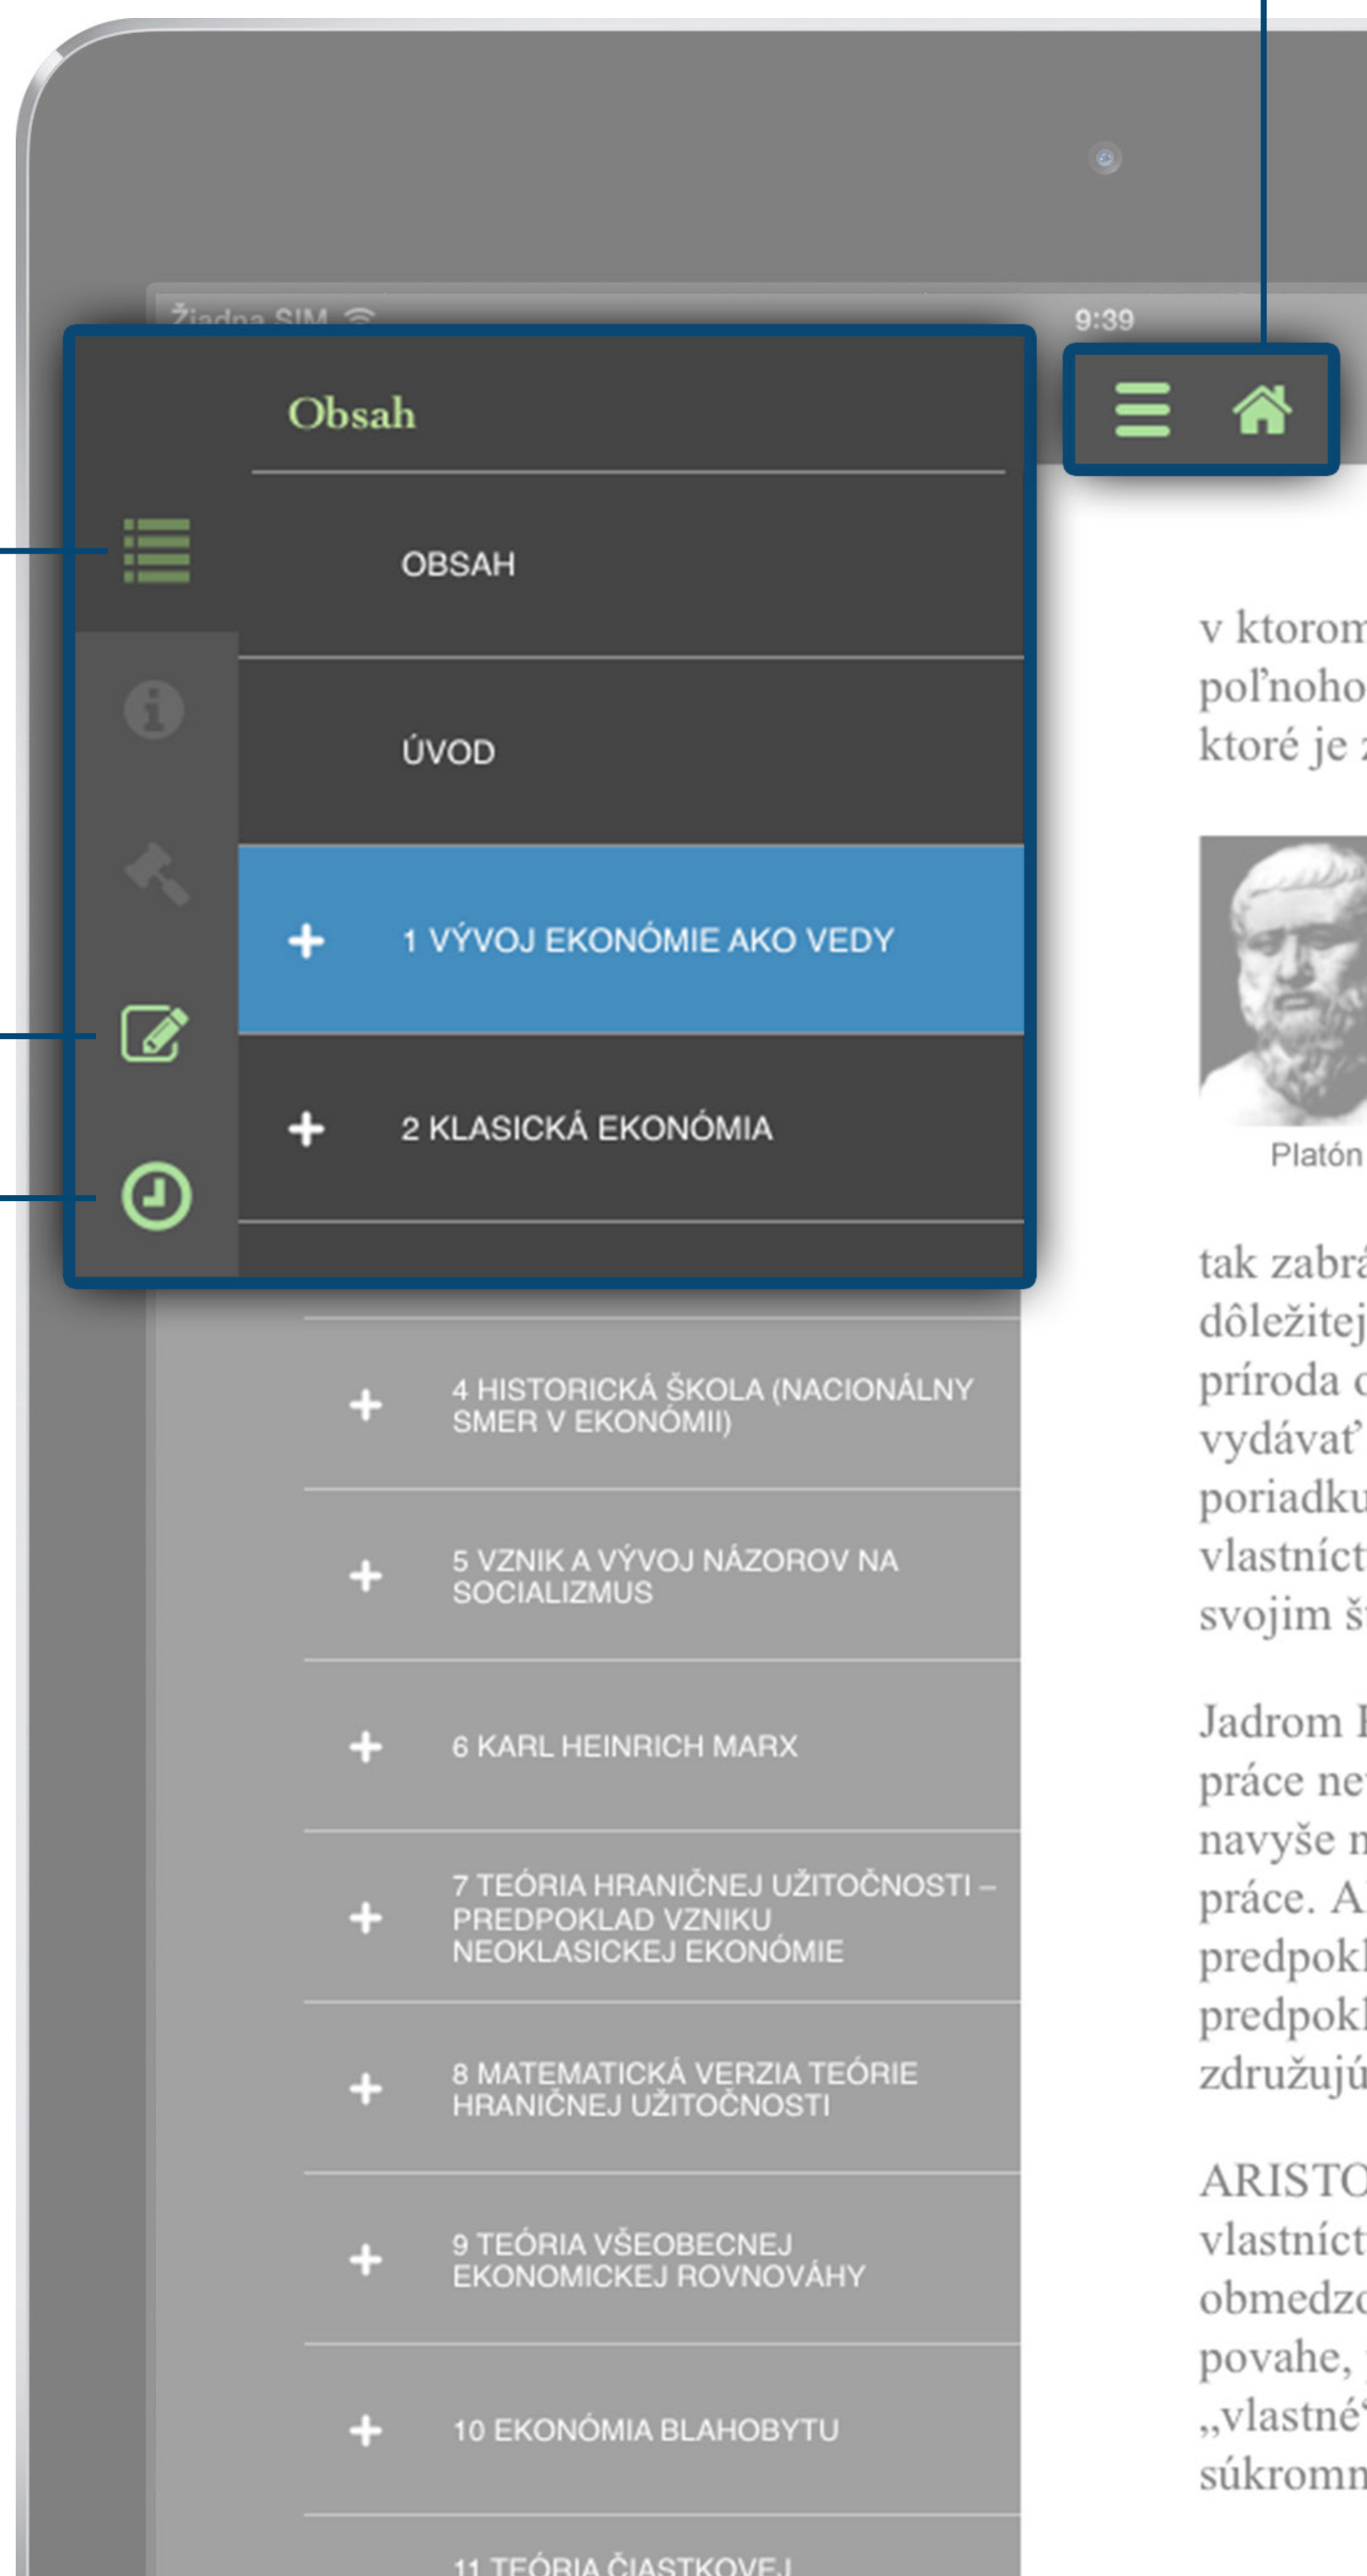 Žiadna SIM
9:39
Obsah
OBSAH
ÚVOD
1 VÝVOJ EKONÓMIE AKO VEDY
2 KLASICKÁ EKONÓMIA
4 HISTORICKÁ ŠKOLA (NACIONÁLNY
SMER V EKONÓMII)
5 VZNIK A VÝVOJ NÁZOROV NA
SOCIALIZMUS
6 KARL HEINRICH MARX
7 TEÓRIA HRANIČNEJ UŽITOČNOSTI –
PREDPOKLAD VZNIKU
NEOKLASICKEJ EKONÓMIE
8 MATEMATICKÁ VERZIA TEÓRIE
HRANIČNEJ UŽITOČNOSTI
9 TEÓRIA VŠEOBECNEJ
EKONOMICKEJ ROVNOVÁHY
10 EKONÓMIA BLAHOBYTU
11 TEÓRIA ČIASTKOVEJ
v ktorom
poľnoho
ktoré je
Platón
tak zabrá
dôležitej
príroda
vydávať
poriadku
vlastníct
svojim
Jadrom
práce
navyše
práce.
predpokl
predpokl
združujú
ARISTO
vlastníct
obmedzo
povahe,
„vlastné“
súkromn